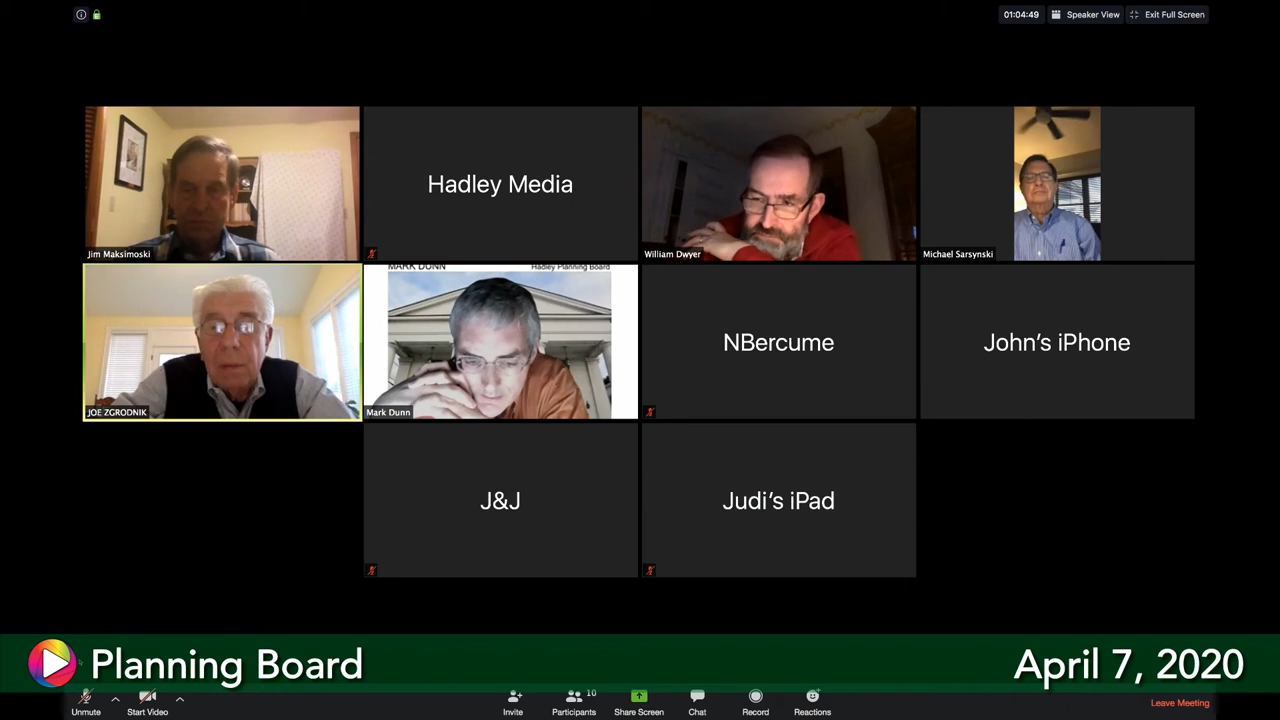 01:04:49
Speaker View
Exit Full Screen
Jim Maksimoski
Hadley Media
William Dwyer
Michael Sarsynski
JOE ZGRODNIK
MARK DUNN
Hadley Planning Board
Mark Dunn
NBercume
John's iPhone
J&J
Judi's iPad
Planning Board
April 7, 2020
Unmute
Start Video
Invite
10
Participants
Share Screen
Chat
Record
Reactions
Leave Meeting